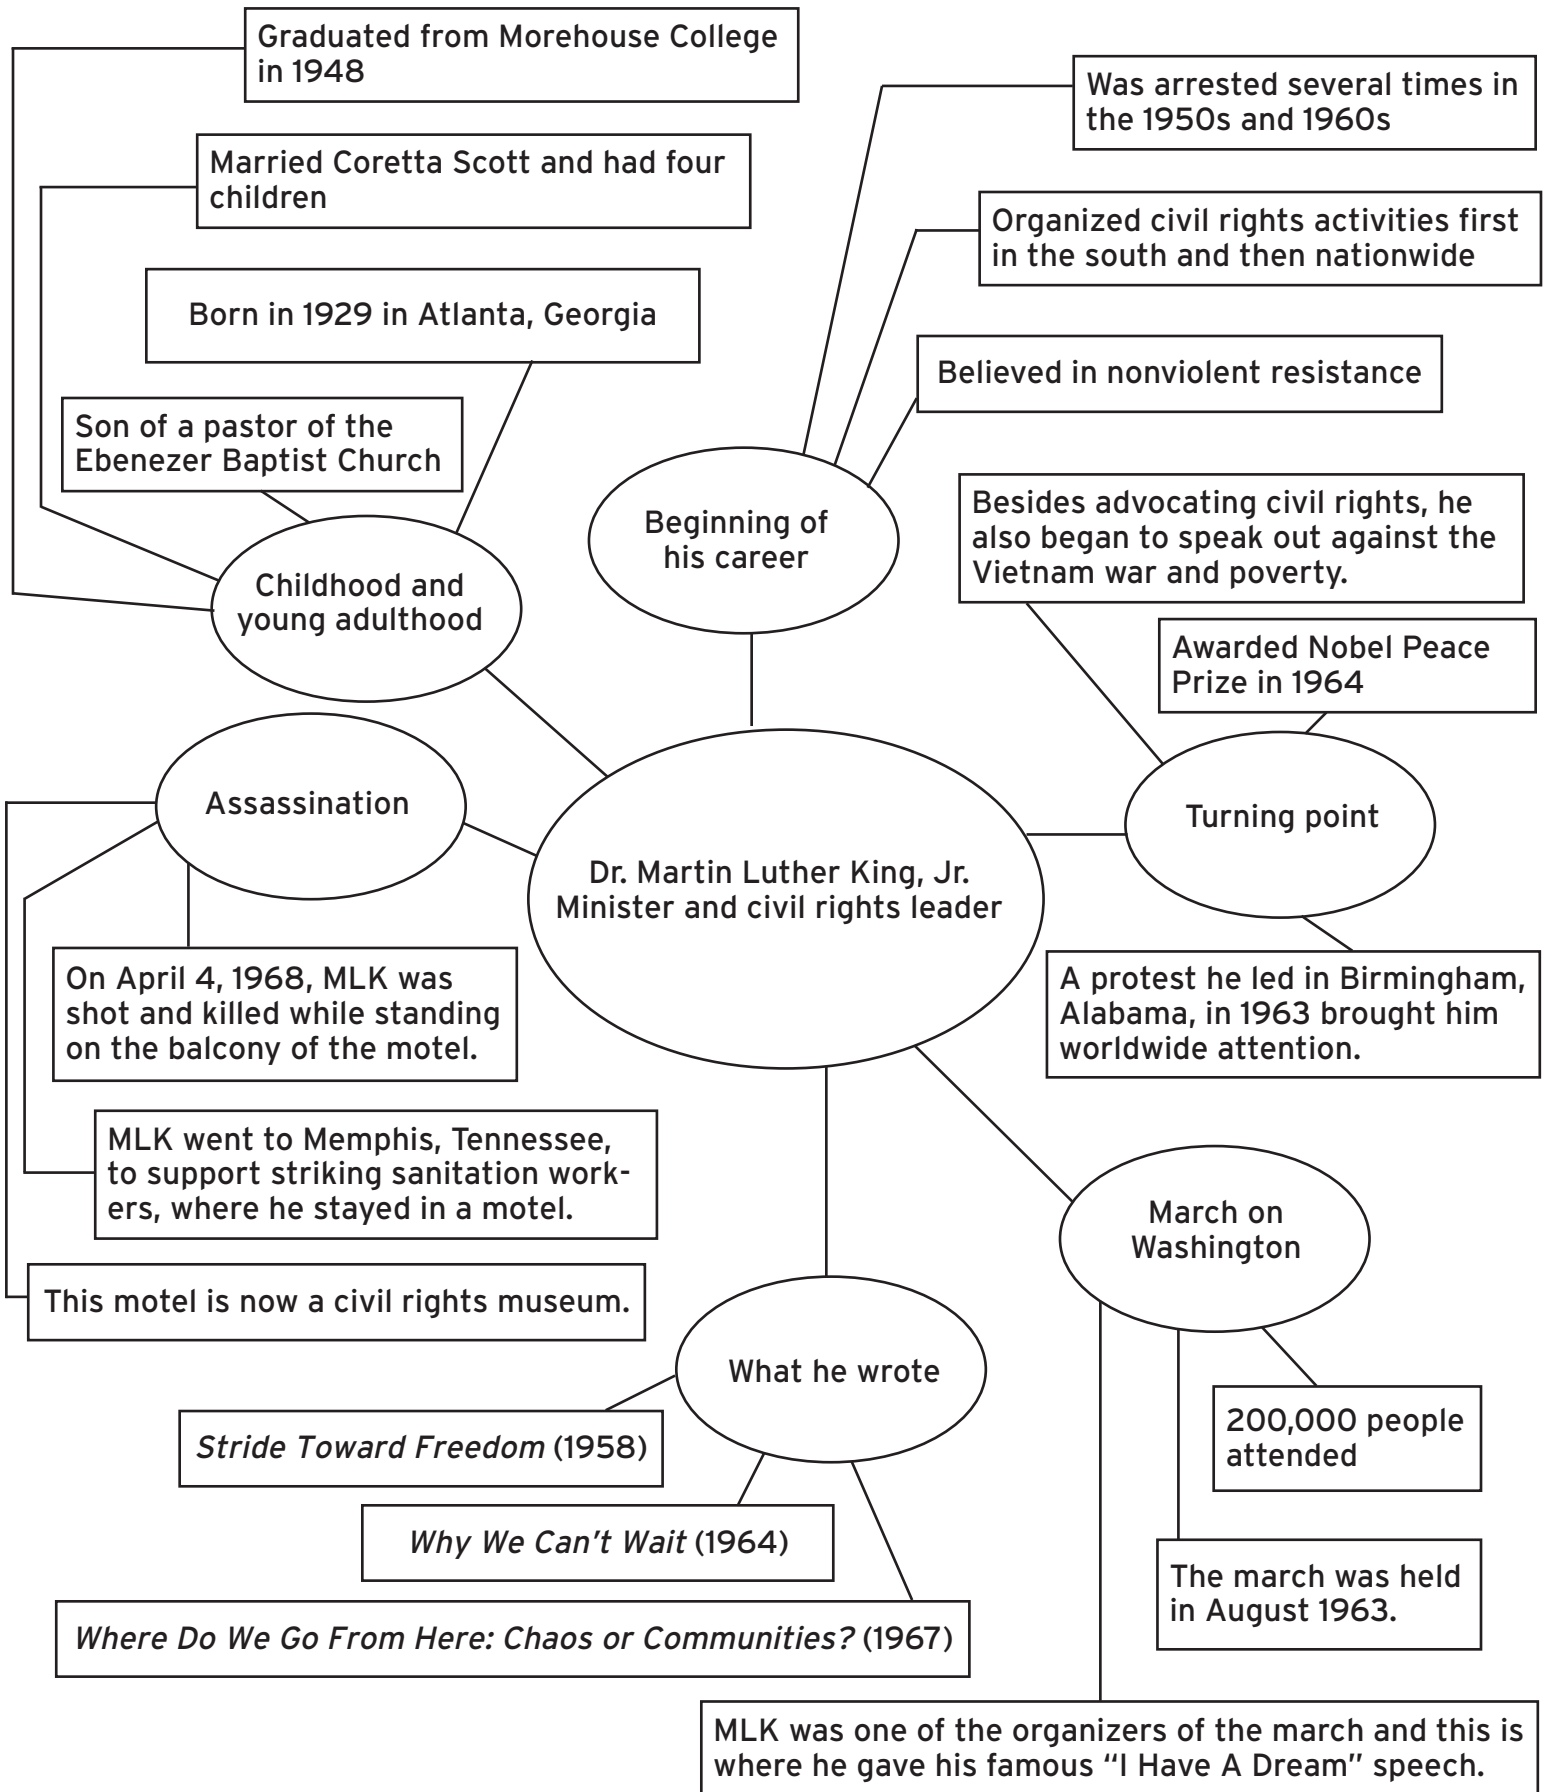 Graduated from Morehouse College
in 1948
Married Coretta Scott and had four
children
Born in 1929 in Atlanta, Georgia
Son of a pastor of the
Ebenezer Baptist Church
Childhood and
young adulthood
Was arrested several times in
the 1950s and 1960s
Organized civil rights activities first
in the south and then nationwide
Believed in nonviolent resistance
Beginning of
his career
Besides advocating civil rights, he
also began to speak out against the
Vietnam war and poverty.
Awarded Nobel Peace
Prize in 1964
Turning point
A protest he led in Birmingham,
Alabama, in 1963 brought him
worldwide attention.
Dr. Martin Luther King, Jr.
Minister and civil rights leader
Assassination
On April 4, 1968, MLK was
shot and killed while standing
on the balcony of the motel.
MLK went to Memphis, Tennessee,
to support striking sanitation work-
ers, where he stayed in a motel.
This motel is now a civil rights museum.
What he wrote
Stride Toward Freedom (1958)
Why We Can't Wait (1964)
Where Do We Go From Here: Chaos or Communities? (1967)
March on
Washington
200,000 people
attended
The march was held
in August 1963.
MLK was one of the organizers of the march and this is
where he gave his famous “I Have A Dream” speech.